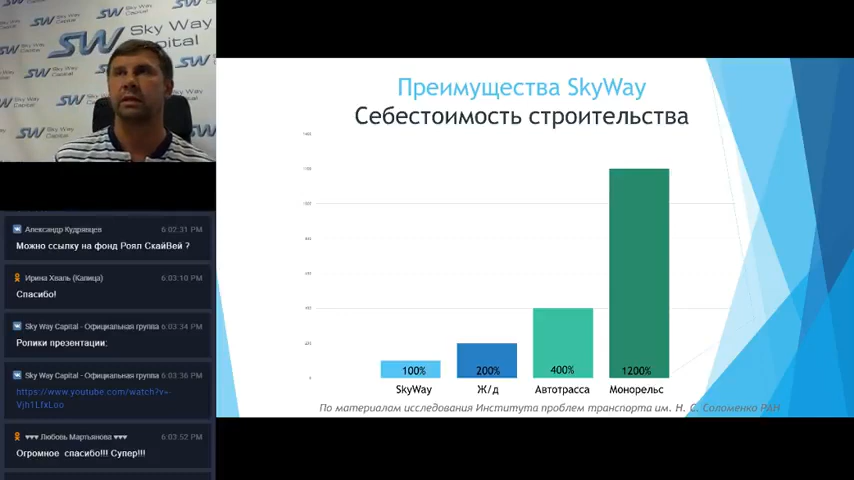 Sky Way
Capital
Преимущества SkyWay
Себестоимость строительства
100%
200%
400%
1200%
SkyWay
Ж/д
Автотрасса
Монорельс
По материалам исследования Института проблем транспорта им. Н. С. Соломенко РАН
Александр Кудрявцев
6:02:31 PM
Можно ссылку на фонд Роял СкайВей ?
Ирина Хваль (Капица)
6:03:10 PM
Спасибо!
Sky Way Capital - Официальная группа
6:03:34 PM
Ролики презентации:
Sky Way Capital - Официальная группа
6:03:36 PM
https://www.youtube.com/watch?v=-
♥♥♥ Любовь Мартьянова ♥♥♥
6:03:52 PM
Огромное спасибо!!! Супер!!!